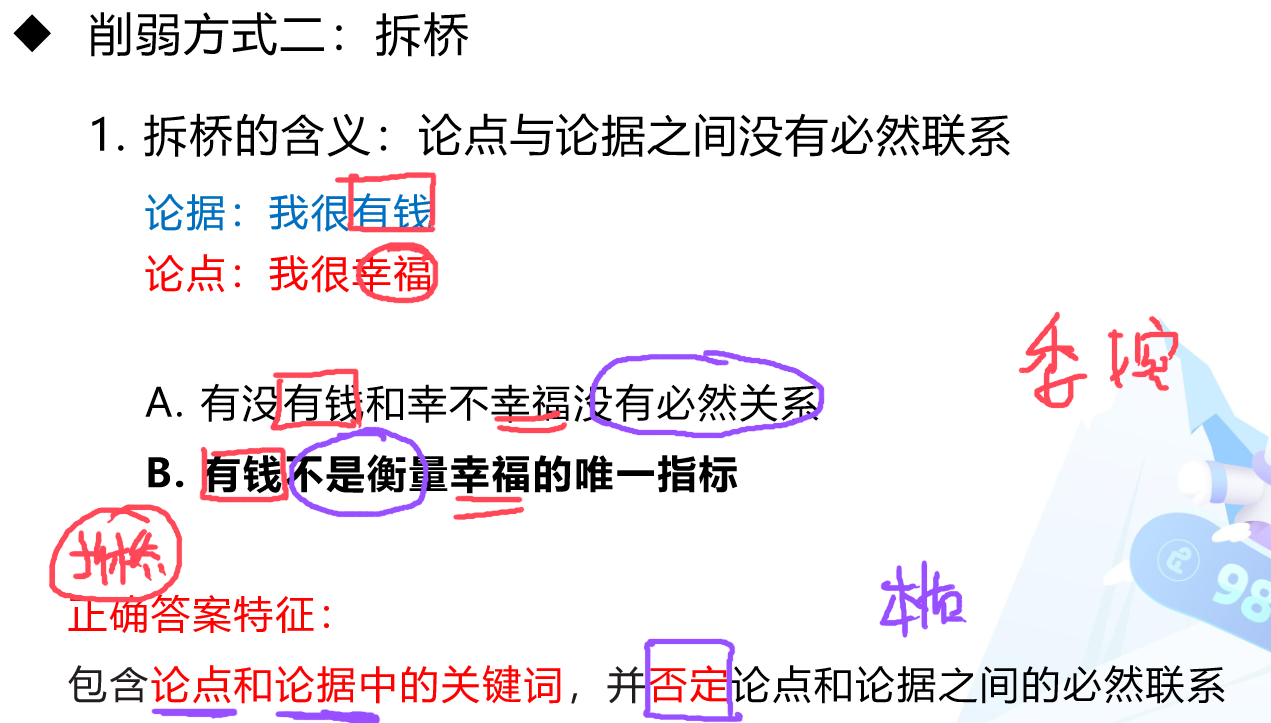 ◆ 削弱方式二：拆桥
1. 拆桥的含义：论点与论据之间没有必然联系
论据：我很有钱
论点：我很幸福
A. 有没有钱和幸不幸福没有必然关系
B. 有钱不是衡量幸福的唯一指标
拆桥
正确答案特征：
包含论点和论据中的关键词，并否定论点和论据之间的必然联系
98